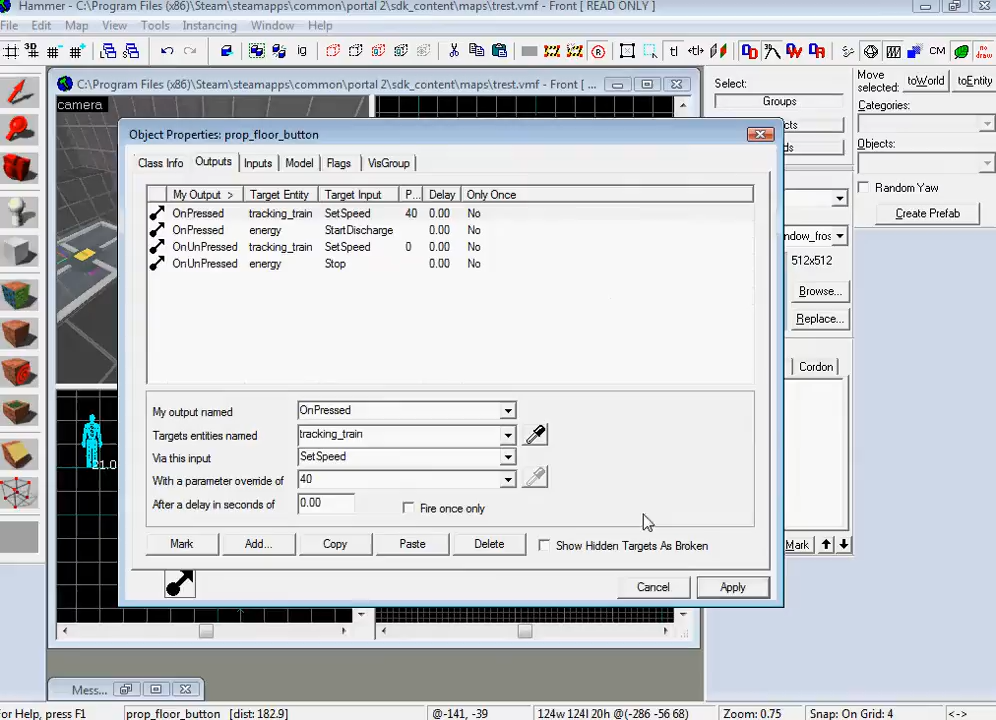 Hammer - C:\Program Files (x86)\Steam\steamapps\common\portal 2\sdk_content\maps\trest.vmf - Front [ READ ONLY ]
File Edit Map View Tools Instancing Window Help
ig
tl
CM
no draw
C:\Program Files (x86)\Steam\steamapps\common\portal 2\sdk_content\maps\trest.vmf - Front [ ...
camera
Select:
Groups
Move selected:
toWorld
toEntity
Categories:
Objects:
Random Yaw
Create Prefab
512x512
Browse...
Replace...
Cordon
Mark
Object Properties: prop_floor_button
Class Info Outputs Inputs Model Flags VisGroup
My Output > Target Entity Target Input P... Delay Only Once
OnPressed tracking_train SetSpeed 40 0.00 No
OnPressed energy StartDischarge 0.00 No
OnUnPressed tracking_train SetSpeed 0 0.00 No
OnUnPressed energy Stop 0.00 No
My output named OnPressed
Targets entities named tracking_train
Via this input SetSpeed
With a parameter override of 40
After a delay in seconds of 0.00 Fire once only
Mark Add... Copy Paste Delete Show Hidden Targets As Broken
Cancel Apply
21.0
Mess...
For Help, press F1 prop_floor_button [dist: 182.9] @-141, -39 124w 124l 20h @(-286 -56 68) Zoom: 0.75 Snap: On Grid: 4 <->